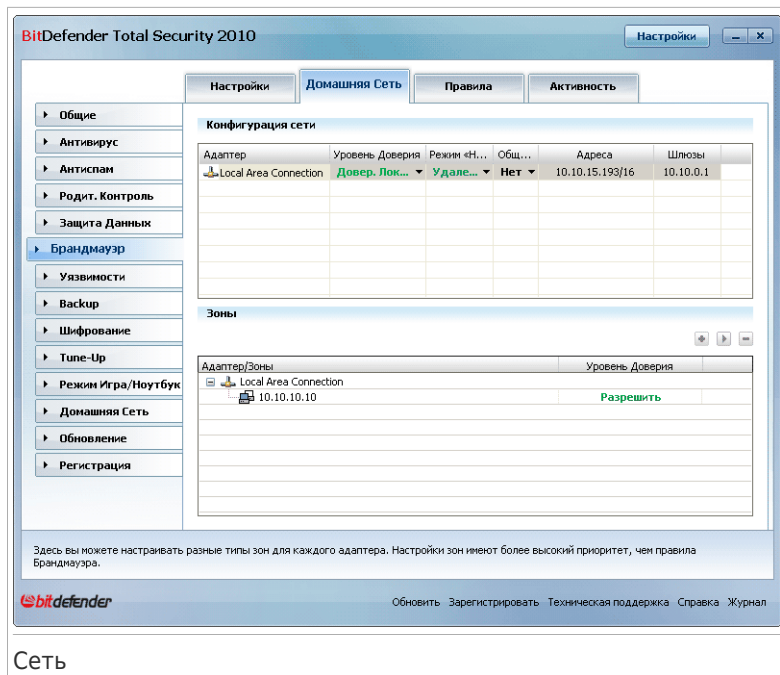 BitDefender Total Security 2010
Настройки
Настройки
Домашняя Сеть
Правила
Активность
Общие
Антивирус
Антиспам
Родит. Контроль
Защита Данных
Брандмауэр
Уязвимости
Backup
Шифрование
Tune-Up
Режим Игра/Ноутбук
Домашняя Сеть
Обновление
Регистрация
Конфигурация сети
Адаптер Уровень Доверия Режим «Н... Общ... Адреса Шлюзы
Local Area Connection Довер. Лок... Удале... Нет 10.10.15.193/16 10.10.0.1
Зоны
Адаптер/Зоны Уровень Доверия
Local Area Connection
10.10.10.10 Разрешить
Здесь вы можете настраивать разные типы зон для каждого адаптера. Настройки зон имеют более высокий приоритет, чем правила
Брандмауэра.
bitdefender
Обновить Зарегистрировать Техническая поддержка Справка Журнал
Сеть